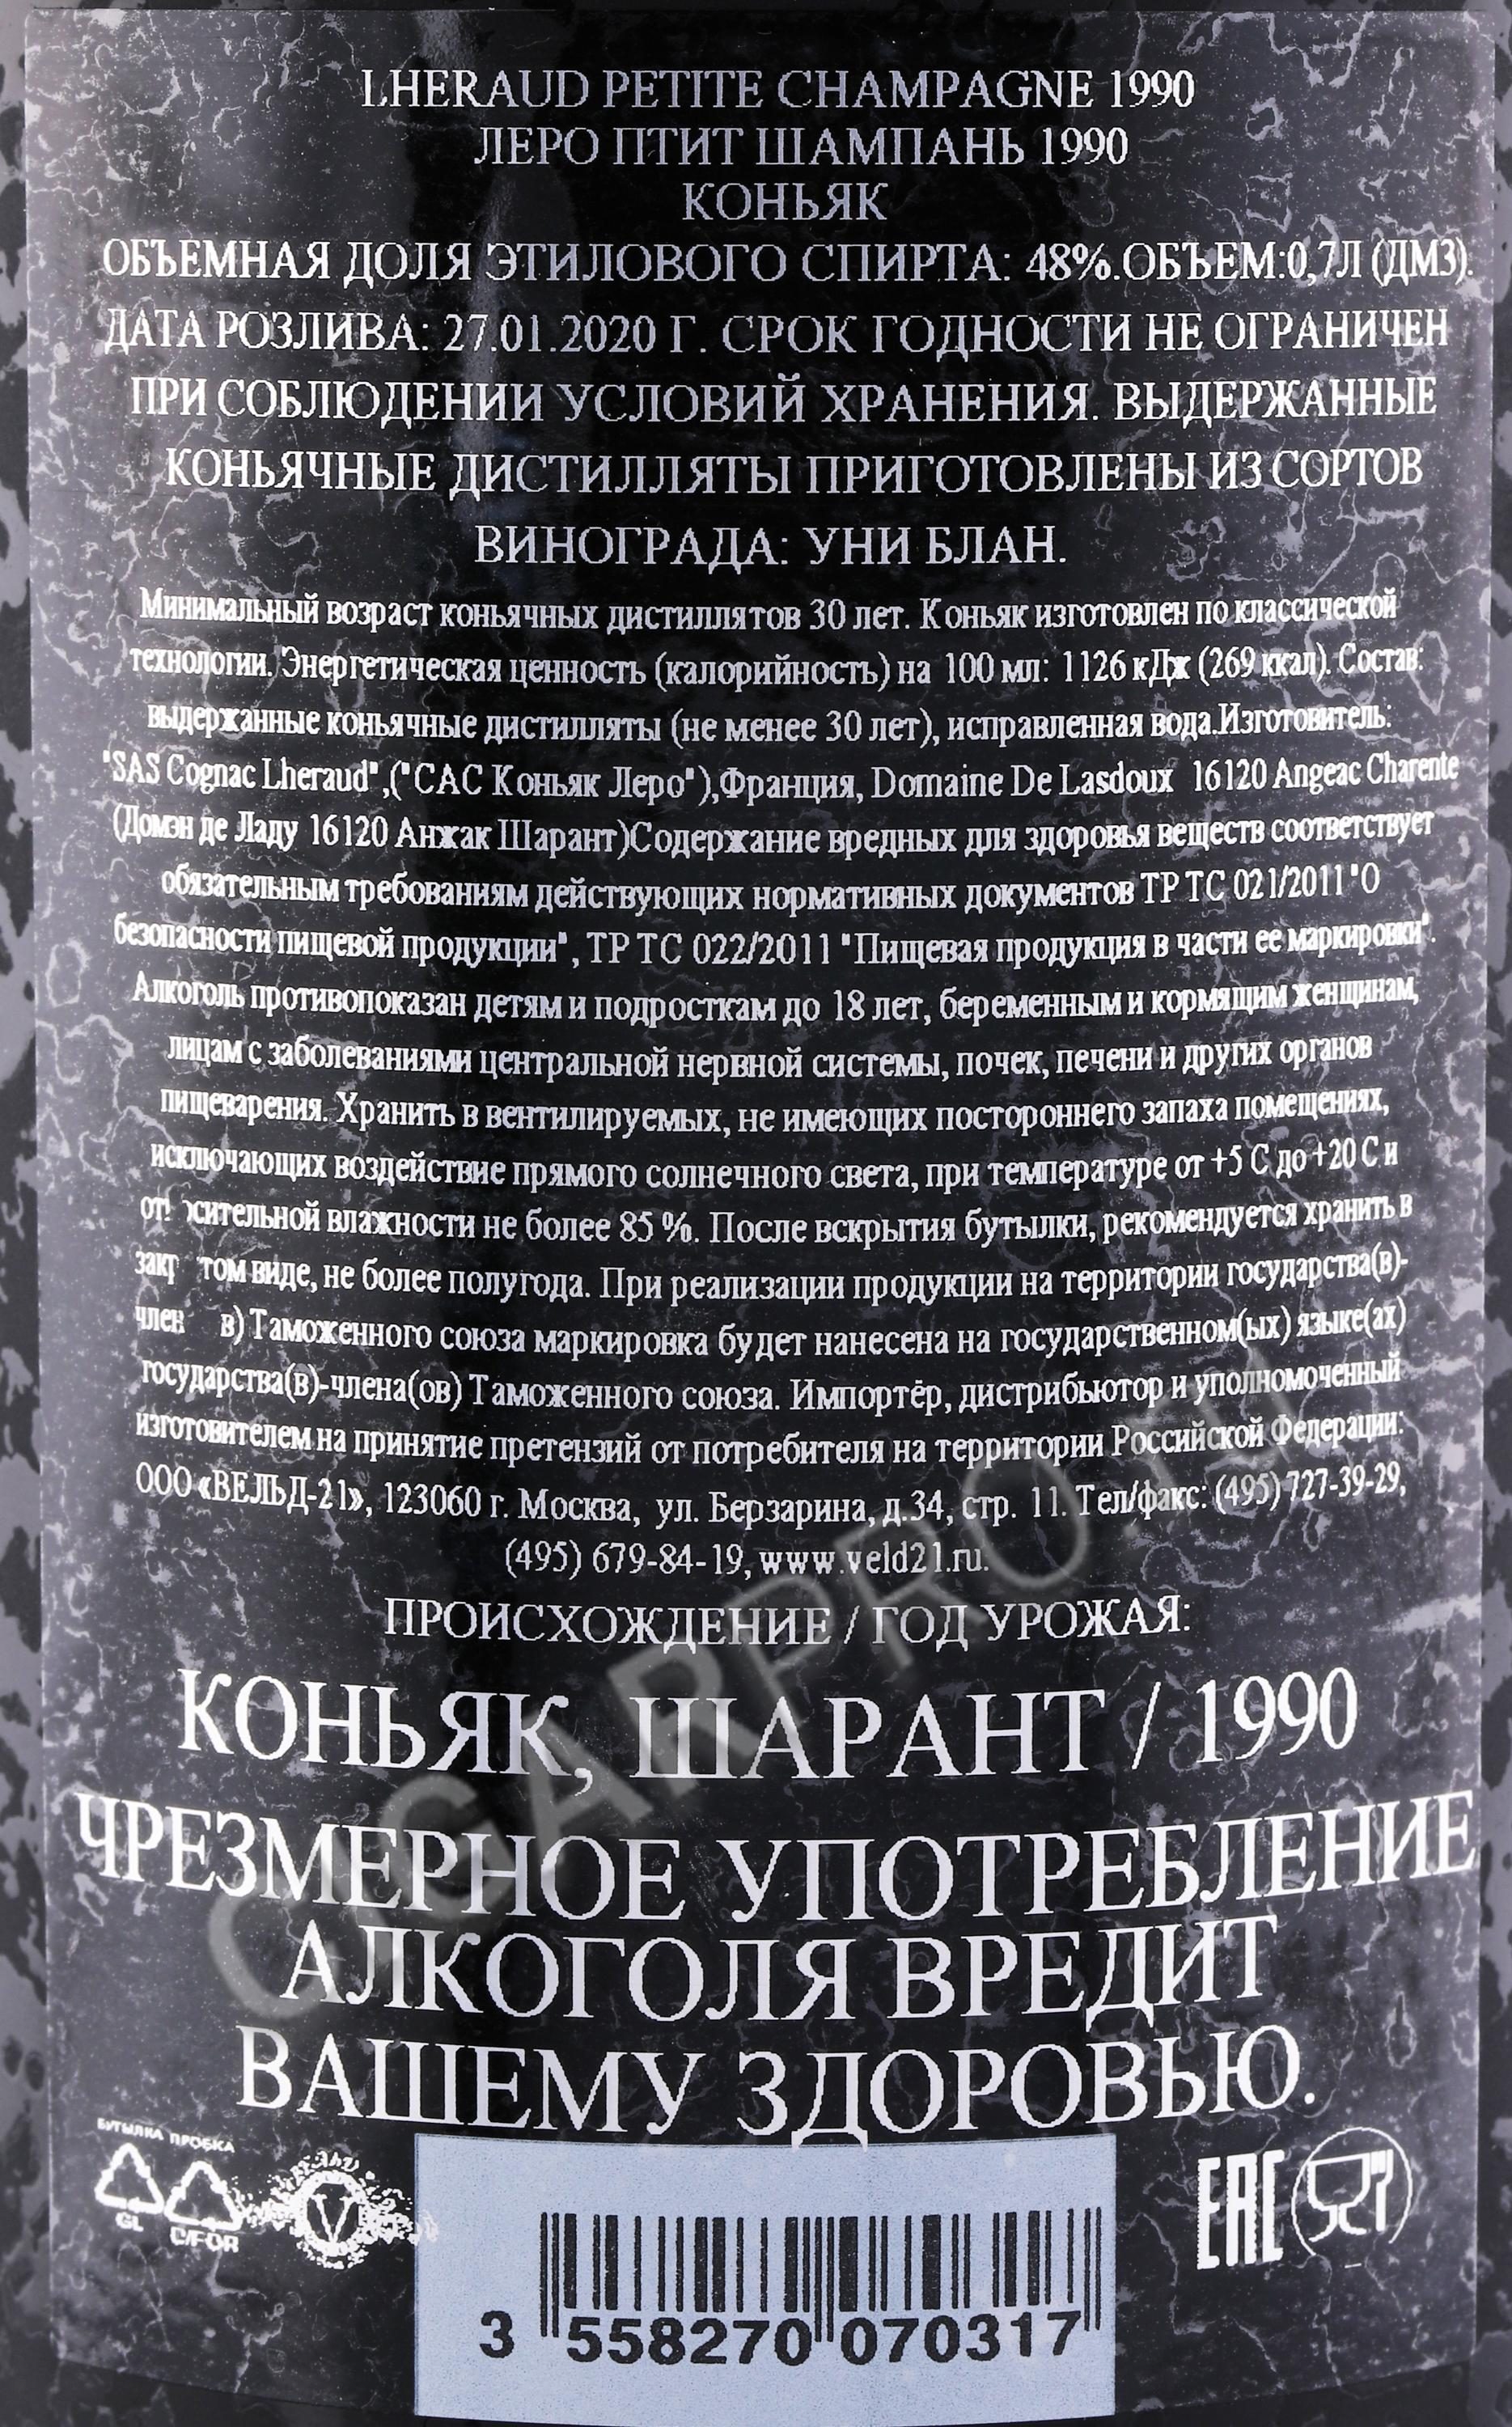 LHERAUD PETITE CHAMPAGNE 1990
ЛЕРО ПТИТ ШАМПАНЬ 1990
КОНЬЯК
ОБЪЕМНАЯ ДОЛЯ ЭТИЛОВОГО СПИРТА: 48%.ОБЪЕМ:0,7Л (ДМ3).
ДАТА РОЗЛИВА: 27.01.2020 Г. СРОК ГОДНОСТИ НЕ ОГРАНИЧЕН
ПРИ СОБЛЮДЕНИИ УСЛОВИЙ ХРАНЕНИЯ. ВЫДЕРЖАННЫЕ
КОНЬЯЧНЫЕ ДИСТИЛЛЯТЫ ПРИГОТОВЛЕНЫ ИЗ СОРТОВ
ВИНОГРАДА: УНИ БЛАН.
Минимальный возраст коньячных дистиллятов 30 лет. Коньяк изготовлен по классической
технологии. Энергетическая ценность (калорийность) на 100 мл: 1126 кДж (269 ккал). Состав:
выдержанные коньячные дистилляты (не менее 30 лет), исправленная вода.Изготовитель:
"SAS Cognac Lheraud",("САС Коньяк Леро"),Франция, Domaine De Lasdoux 16120 Angeac Charente
(Домэн де Ладу 16120 Анжак Шарант)Содержание вредных для здоровья веществ соответствует
обязательным требованиям действующих нормативных документов ТР ТС 021/2011 "О
безопасности пищевой продукции", ТР ТС 022/2011 "Пищевая продукция в части ее маркировки".
Алкоголь противопоказан детям и подросткам до 18 лет, беременным и кормящим женщинам,
лицам с заболеваниями центральной нервной системы, почек, печени и других органов
пищеварения. Хранить в вентилируемых, не имеющих постороннего запаха помещениях,
исключающих воздействие прямого солнечного света, при температуре от +5 С до +20 С и
относительной влажности не более 85 %. После вскрытия бутылки, рекомендуется хранить в
закр том виде, не более полугода. При реализации продукции на территории государства(в)-
член в) Таможенного союза маркировка будет нанесена на государственном(ых) языке(ах)
государства(в)-члена(ов) Таможенного союза. Импортёр, дистрибьютор и уполномоченный
изготовителем на принятие претензий от потребителя на территории Российской Федерации:
ООО «ВЕЛЬД-21», 123060 г. Москва, ул. Берзарина, д.34, стр. 11. Тел/факс: (495) 727-39-29,
(495) 679-84-19, www.veld21.ru.
ПРОИСХОЖДЕНИЕ / ГОД УРОЖАЯ:
КОНЬЯК, ШАРАНТ / 1990
ЧРЕЗМЕРНОЕ УПОТРЕБЛЕНИЕ
АЛКОГОЛЯ ВРЕДИТ
ВАШЕМУ ЗДОРОВЬЮ.
БУТЫЛКА ПРОБКА
GL C/FOR
V
EAC
3 558270 070317
CIGARPRO.RU